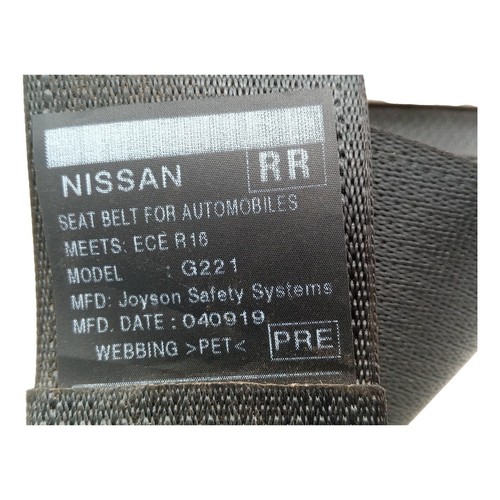 NISSAN RR
SEAT BELT FOR AUTOMOBILES
MEETS: ECE R16
MODEL : G221
MFD: Joyson Safety Systems
MFD. DATE : 040919
WEBBING >PET< PRE